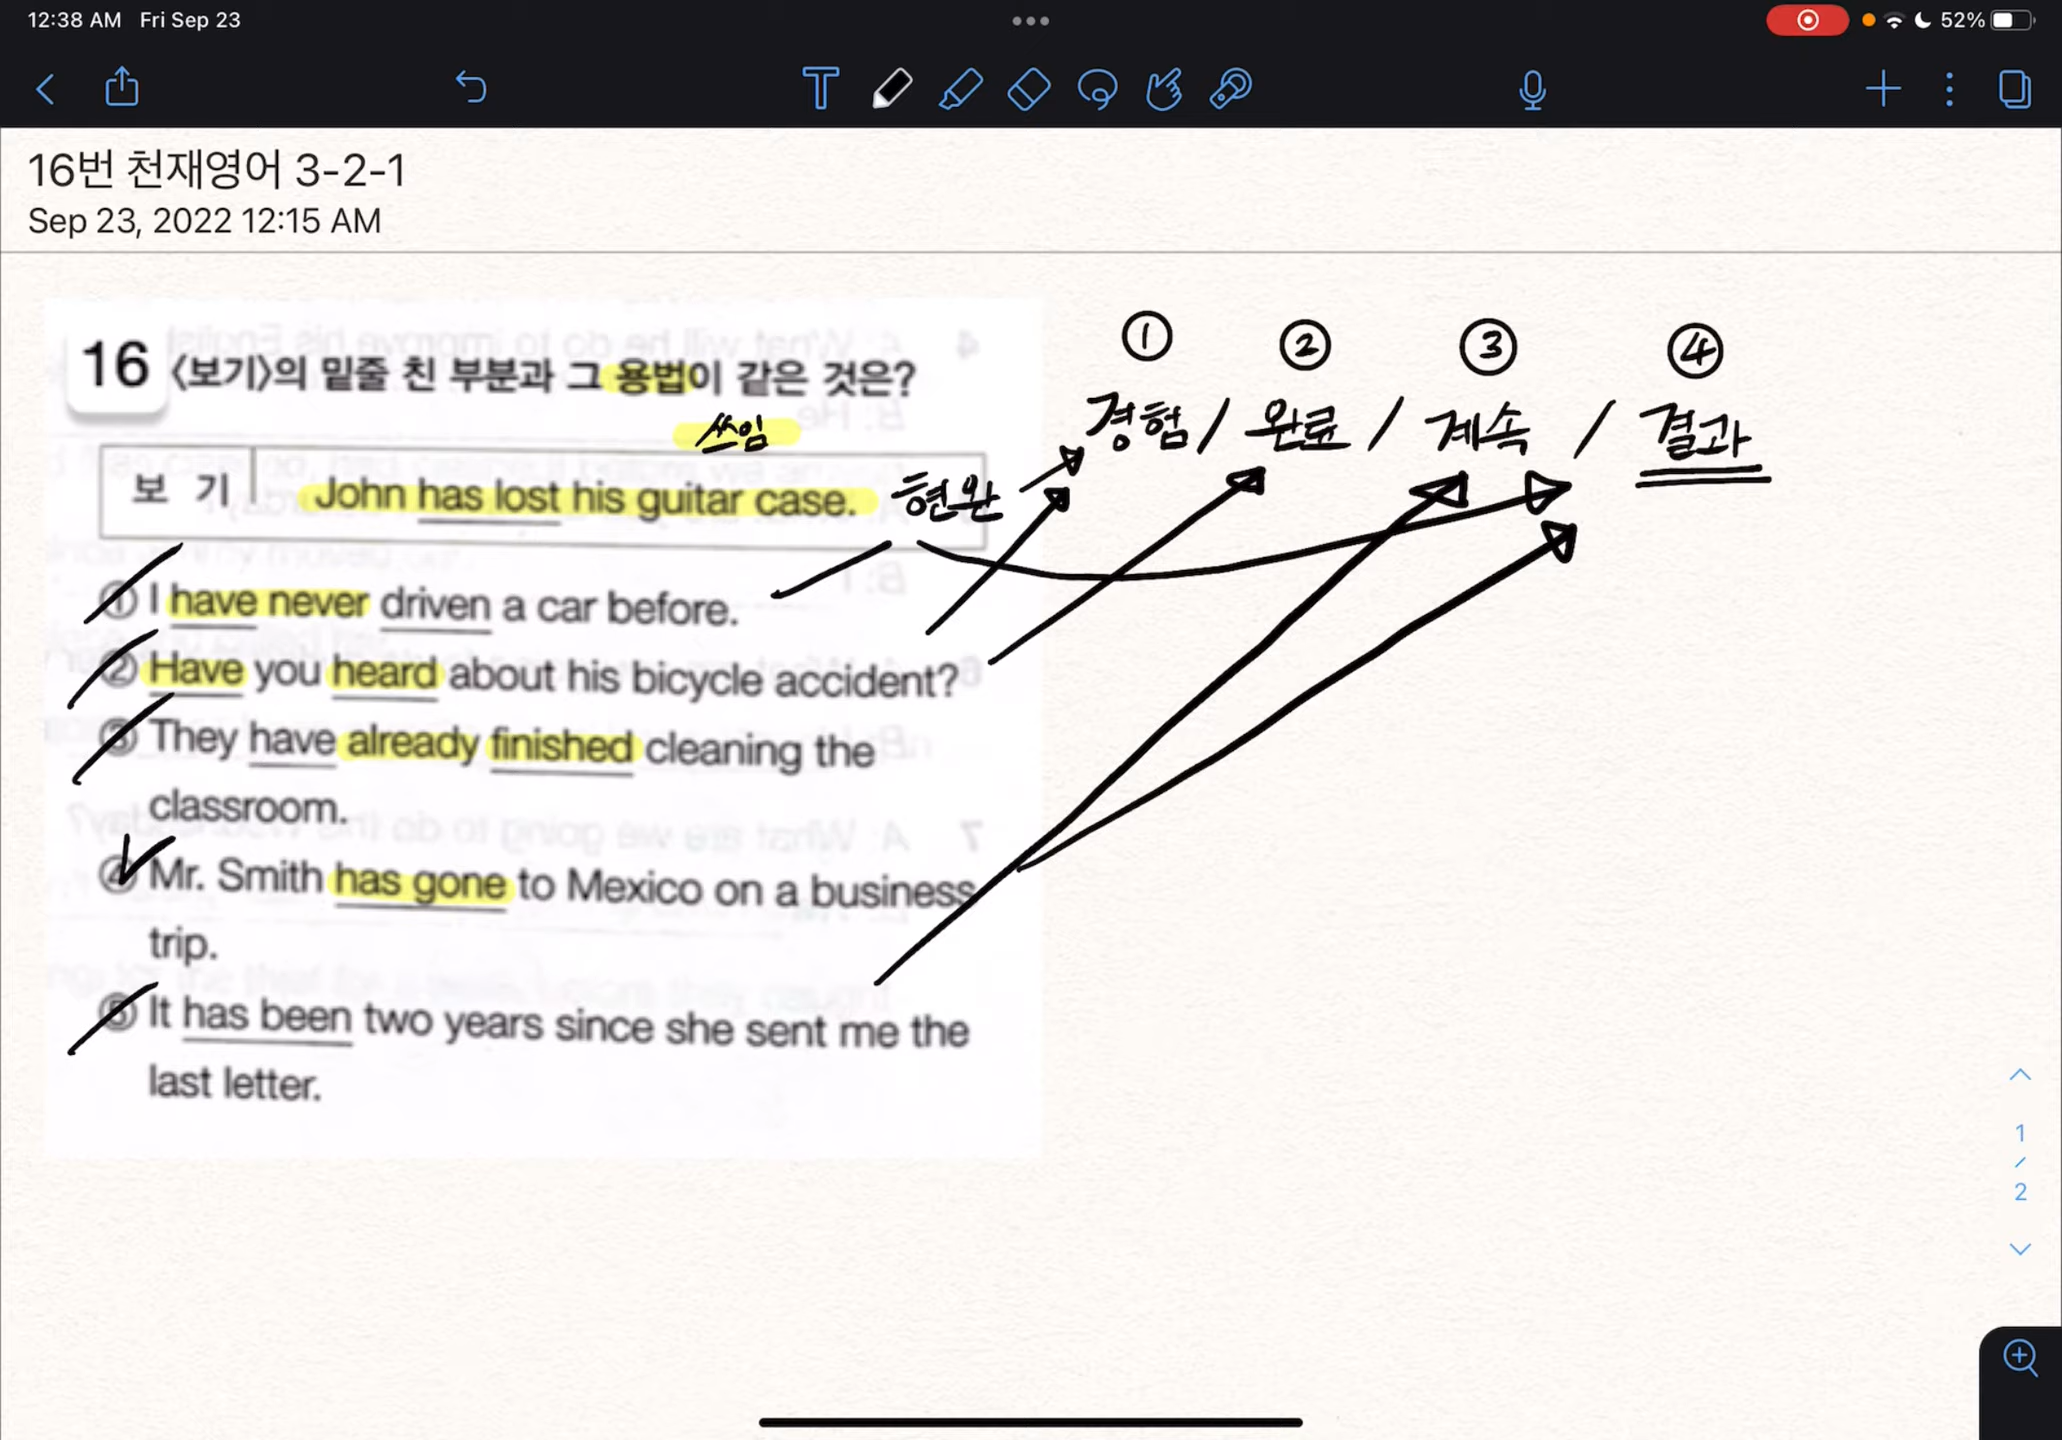 12:38 AM Fri Sep 23
52%
16번 천재영어 3-2-1
Sep 23, 2022 12:15 AM
16 〈보기〉의 밑줄 친 부분과 그 용법이 같은 것은?
쓰임
① ② ③ ④
경험 / 완료 / 계속 / 결과
보 기 John has lost his guitar case. 현완
① I have never driven a car before.
② Have you heard about his bicycle accident?
③ They have already finished cleaning the
classroom.
④ Mr. Smith has gone to Mexico on a business
trip.
⑤ It has been two years since she sent me the
last letter.
1
/
2